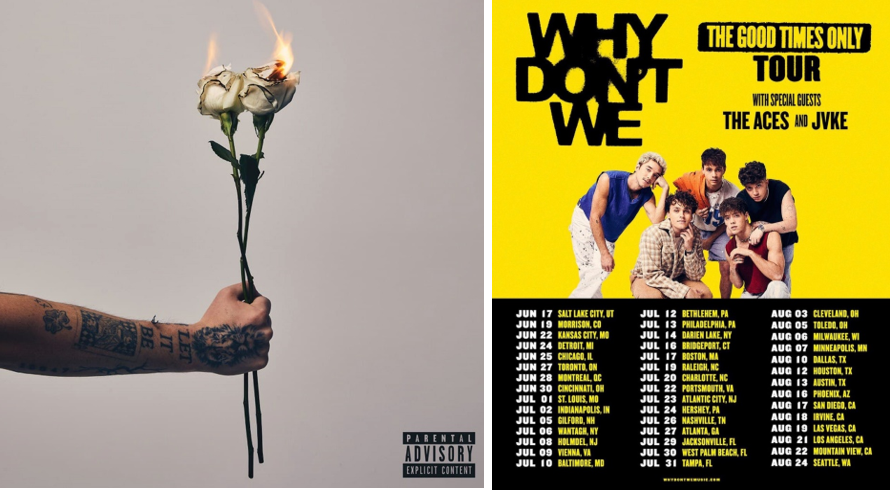 BE
IT
LET
PARENTAL
ADVISORY
EXPLICIT CONTENT
WHY
DON'T
WE
THE GOOD TIMES ONLY
TOUR
WITH SPECIAL GUESTS
THE ACES AND JVKE
JUN 17 SALT LAKE CITY, UT
JUN 19 MORRISON, CO
JUN 22 KANSAS CITY, MO
JUN 24 DETROIT, MI
JUN 25 CHICAGO, IL
JUN 27 TORONTO, ON
JUN 28 MONTREAL, QC
JUN 30 CINCINNATI, OH
JUL 01 ST. LOUIS, MO
JUL 02 INDIANAPOLIS, IN
JUL 05 GILFORD, NH
JUL 06 WANTAGH, NY
JUL 08 HOLMDEL, NJ
JUL 09 VIENNA, VA
JUL 10 BALTIMORE, MD
JUL 12 BETHLEHEM, PA
JUL 13 PHILADELPHIA, PA
JUL 14 DARIEN LAKE, NY
JUL 16 BRIDGEPORT, CT
JUL 17 BOSTON, MA
JUL 19 RALEIGH, NC
JUL 20 CHARLOTTE, NC
JUL 22 PORTSMOUTH, VA
JUL 23 ATLANTIC CITY, NJ
JUL 24 HERSHEY, PA
JUL 26 NASHVILLE, TN
JUL 27 ATLANTA, GA
JUL 29 JACKSONVILLE, FL
JUL 30 WEST PALM BEACH, FL
JUL 31 TAMPA, FL
AUG 03 CLEVELAND, OH
AUG 05 TOLEDO, OH
AUG 06 MILWAUKEE, WI
AUG 07 MINNEAPOLIS, MN
AUG 10 DALLAS, TX
AUG 12 HOUSTON, TX
AUG 13 AUSTIN, TX
AUG 16 PHOENIX, AZ
AUG 17 SAN DIEGO, CA
AUG 18 IRVINE, CA
AUG 19 LAS VEGAS, CA
AUG 21 LOS ANGELES, CA
AUG 22 MOUNTAIN VIEW, CA
AUG 24 SEATTLE, WA
WHYDONTWEMUSIC.COM